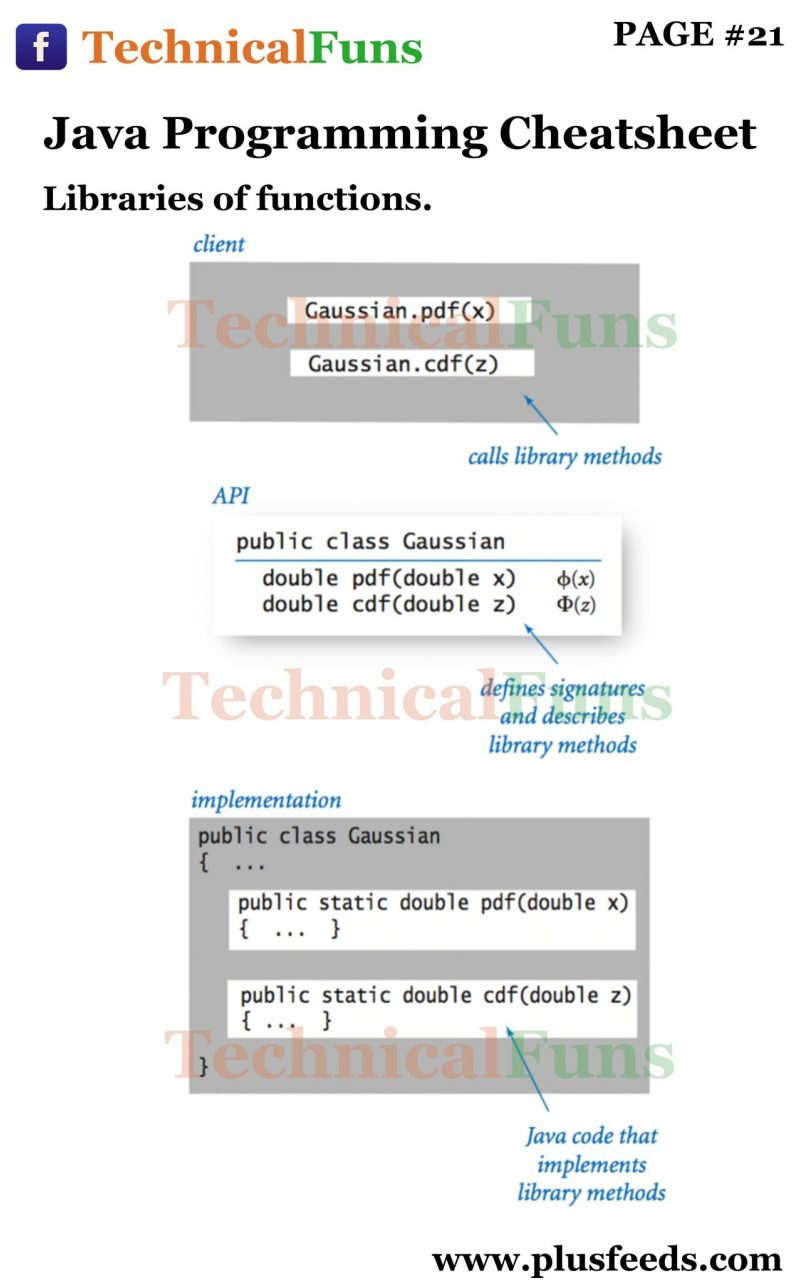 f TechnicalFuns
PAGE #21
Java Programming Cheatsheet
Libraries of functions.
client
Gaussian.pdf(x)
TechnicalFuns
Gaussian.cdf(z)
calls library methods
API
public class Gaussian
double pdf(double x) ϕ(x)
double cdf(double z) Φ(z)
TechnicalFuns
defines signatures
and describes
library methods
implementation
public class Gaussian
{ ...
public static double pdf(double x)
{ ... }
public static double cdf(double z)
{ ... }
TechnicalFuns
}
Java code that
implements
library methods
www.plusfeeds.com